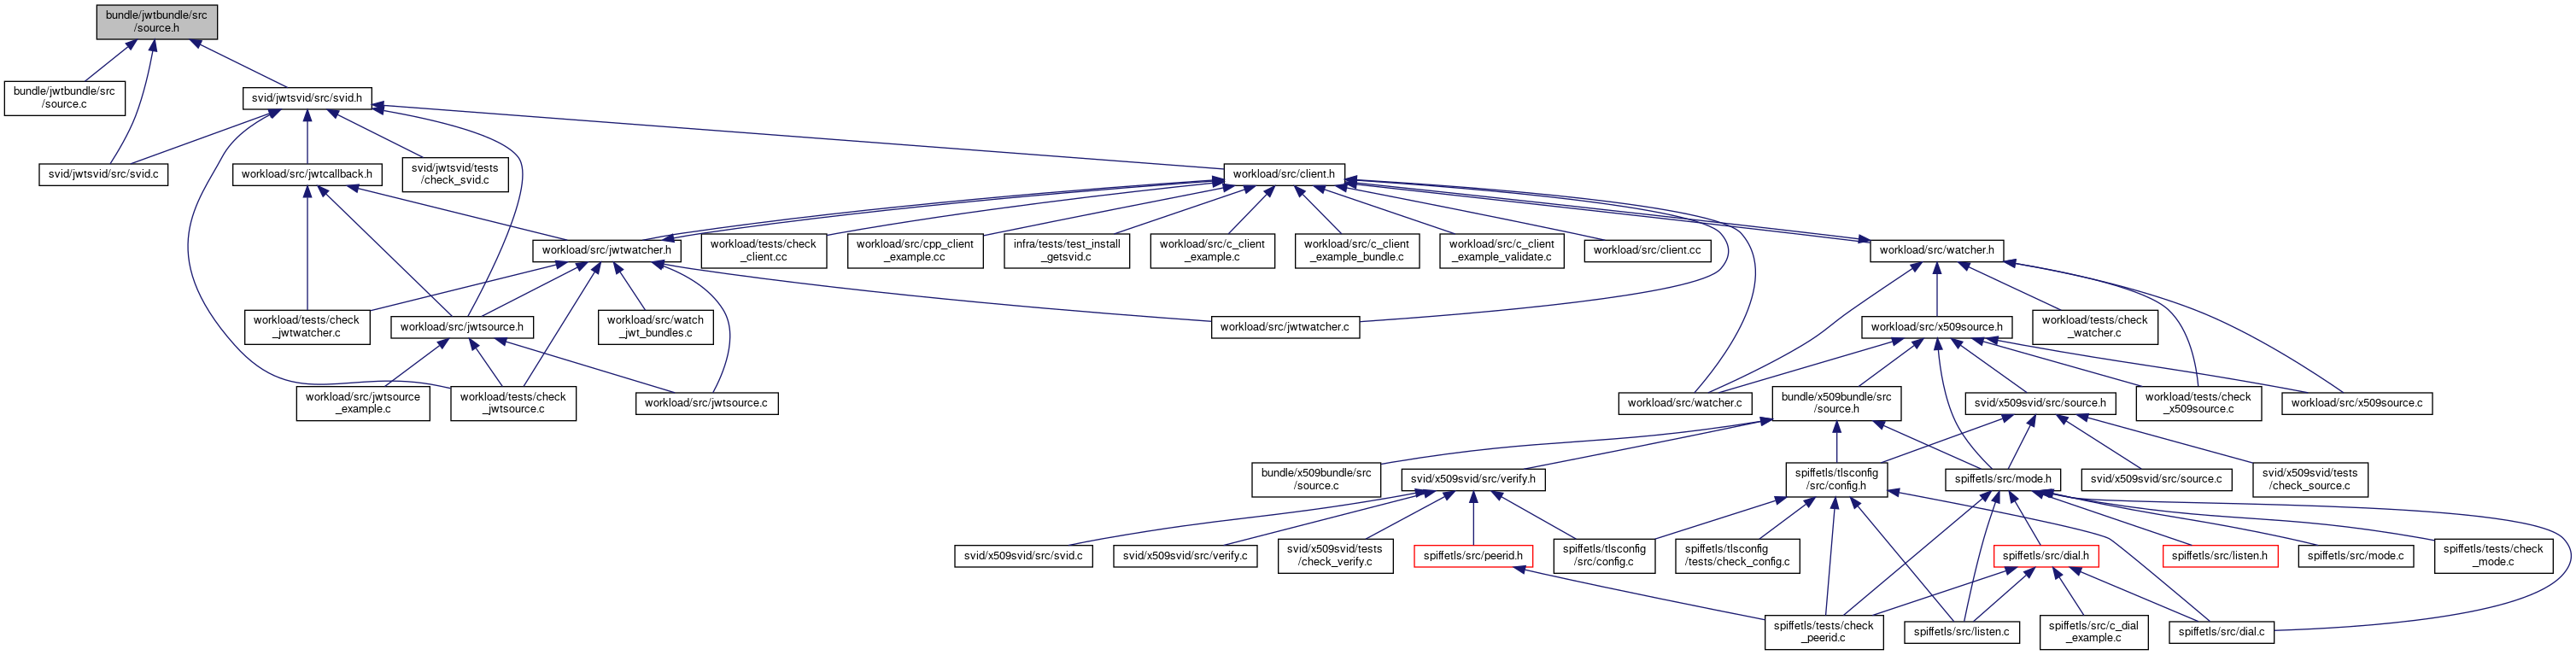 bundle/jwtbundle/src
/source.h
bundle/jwtbundle/src
/source.c
svid/jwtsvid/src/svid.h
svid/jwtsvid/src/svid.c
workload/src/jwtcallback.h
svid/jwtsvid/tests
/check_svid.c
workload/src/client.h
workload/src/jwtwatcher.h
workload/tests/check
_client.cc
workload/src/cpp_client
_example.cc
infra/tests/test_install
_getsvid.c
workload/src/c_client
_example.c
workload/src/c_client
_example_bundle.c
workload/src/c_client
_example_validate.c
workload/src/client.cc
workload/src/watcher.h
workload/tests/check
_jwtwatcher.c
workload/src/jwtsource.h
workload/src/watch
_jwt_bundles.c
workload/src/jwtwatcher.c
workload/src/x509source.h
workload/tests/check
_watcher.c
workload/src/jwtsource
_example.c
workload/tests/check
_jwtsource.c
workload/src/jwtsource.c
workload/src/watcher.c
bundle/x509bundle/src
/source.h
svid/x509svid/src/source.h
workload/tests/check
_x509source.c
workload/src/x509source.c
bundle/x509bundle/src
/source.c
svid/x509svid/src/verify.h
spiffetls/tlsconfig
/src/config.h
spiffetls/src/mode.h
svid/x509svid/src/source.c
svid/x509svid/tests
/check_source.c
svid/x509svid/src/svid.c
svid/x509svid/src/verify.c
svid/x509svid/tests
/check_verify.c
spiffetls/src/peerid.h
spiffetls/tlsconfig
/src/config.c
spiffetls/tlsconfig
/tests/check_config.c
spiffetls/src/dial.h
spiffetls/src/listen.h
spiffetls/src/mode.c
spiffetls/tests/check
_mode.c
spiffetls/tests/check
_peerid.c
spiffetls/src/listen.c
spiffetls/src/c_dial
_example.c
spiffetls/src/dial.c